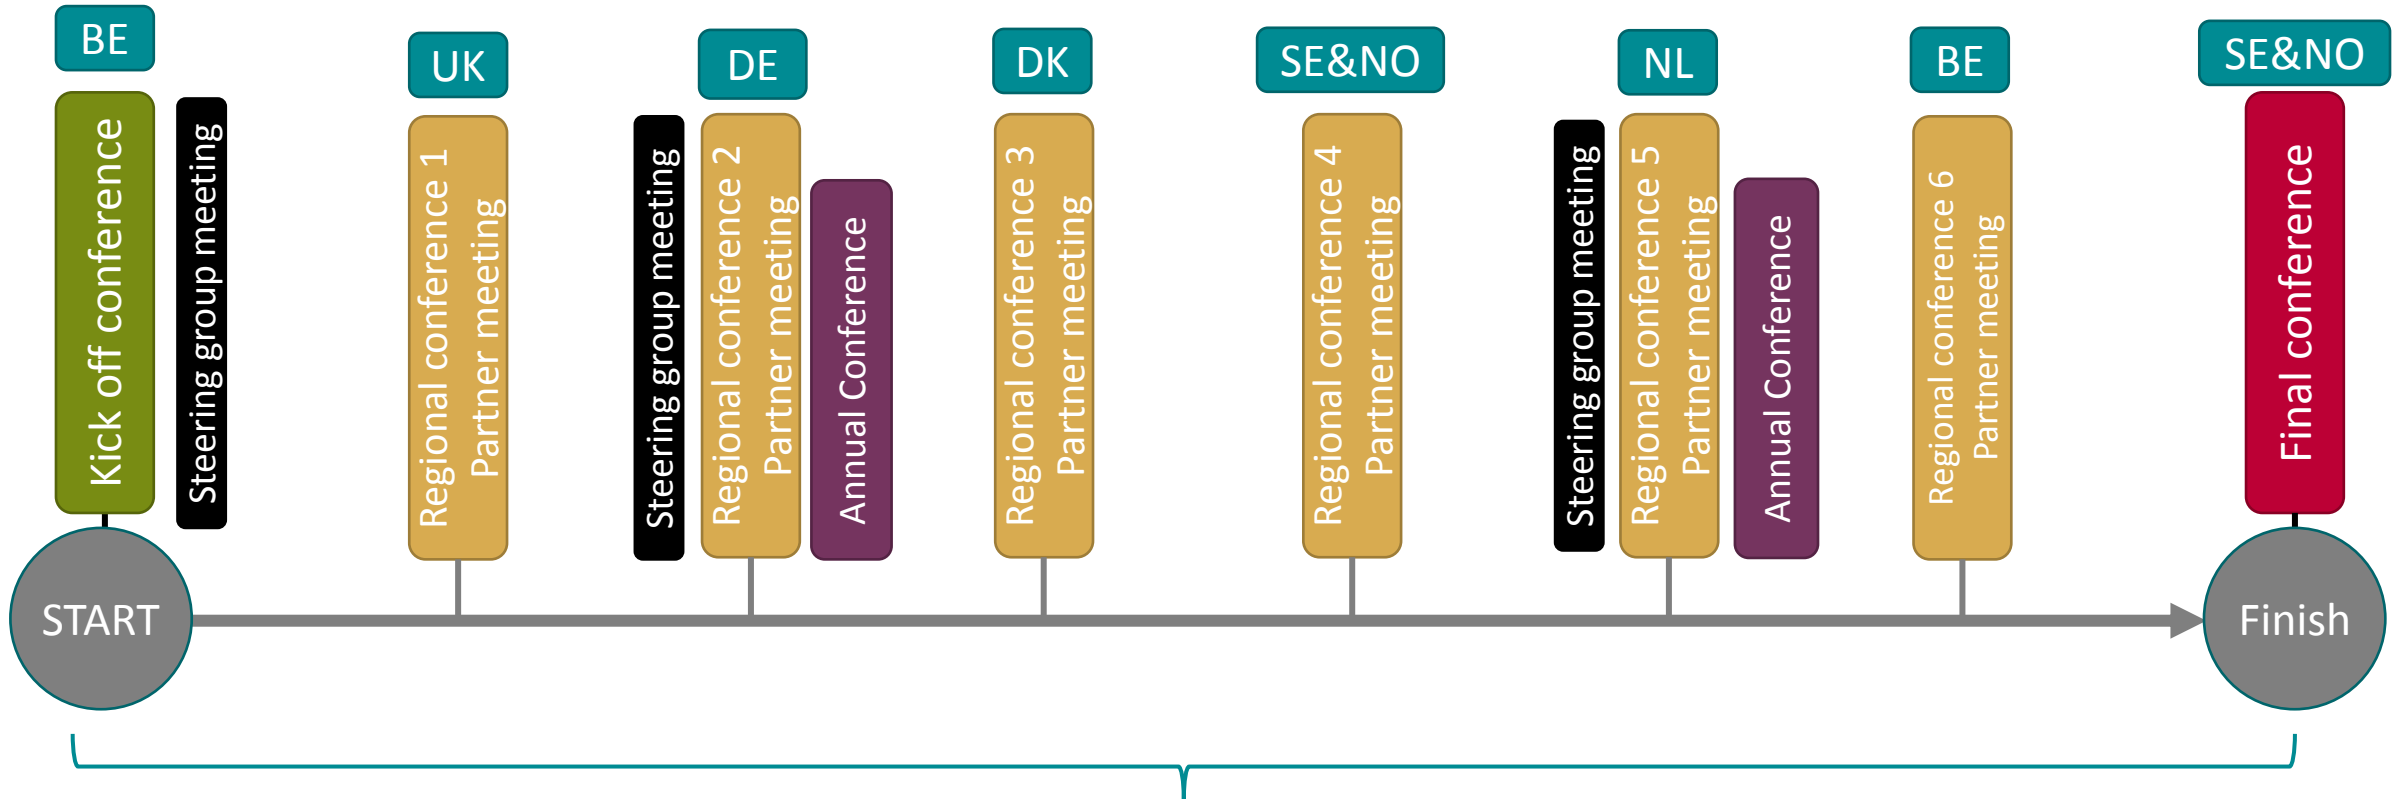 BE
Kick off conference
Steering group meeting
UK
Regional conference 1
Partner meeting
DE
Steering group meeting
Regional conference 2
Partner meeting
Annual Conference
DK
Regional conference 3
Partner meeting
SE&NO
Regional conference 4
Partner meeting
NL
Steering group meeting
Regional conference 5
Partner meeting
Annual Conference
BE
Regional conference 6
Partner meeting
SE&NO
Final conference
START
Finish